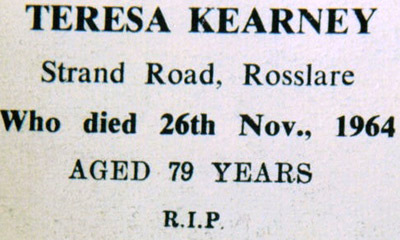 TERESA KEARNEY
Strand Road, Rosslare
Who died 26th Nov., 1964
AGED 79 YEARS
R.I.P.